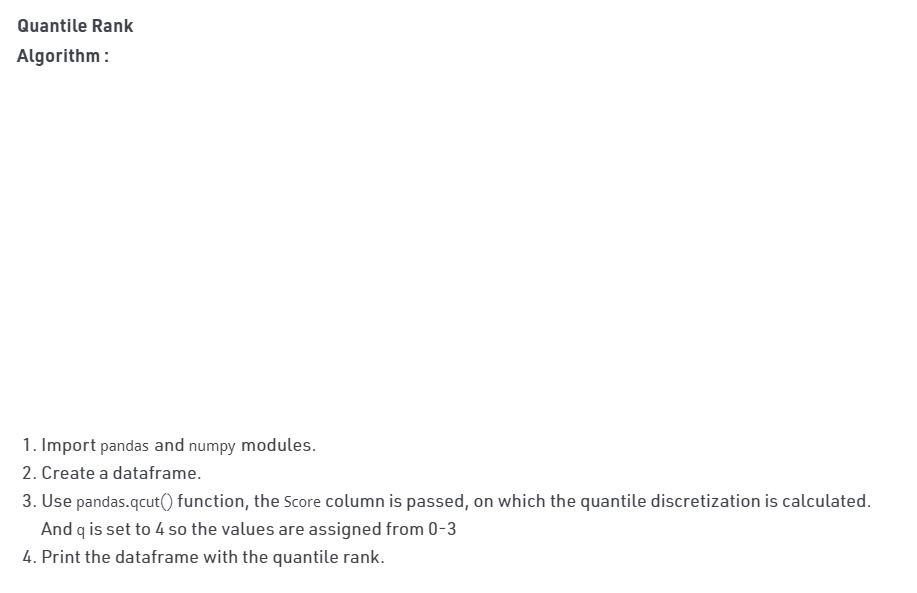 Quantile Rank
Algorithm :
1. Import pandas and numpy modules.
2. Create a dataframe.
3. Use pandas.qcut() function, the Score column is passed, on which the quantile discretization is calculated.
And q is set to 4 so the values are assigned from 0-3
4. Print the dataframe with the quantile rank.